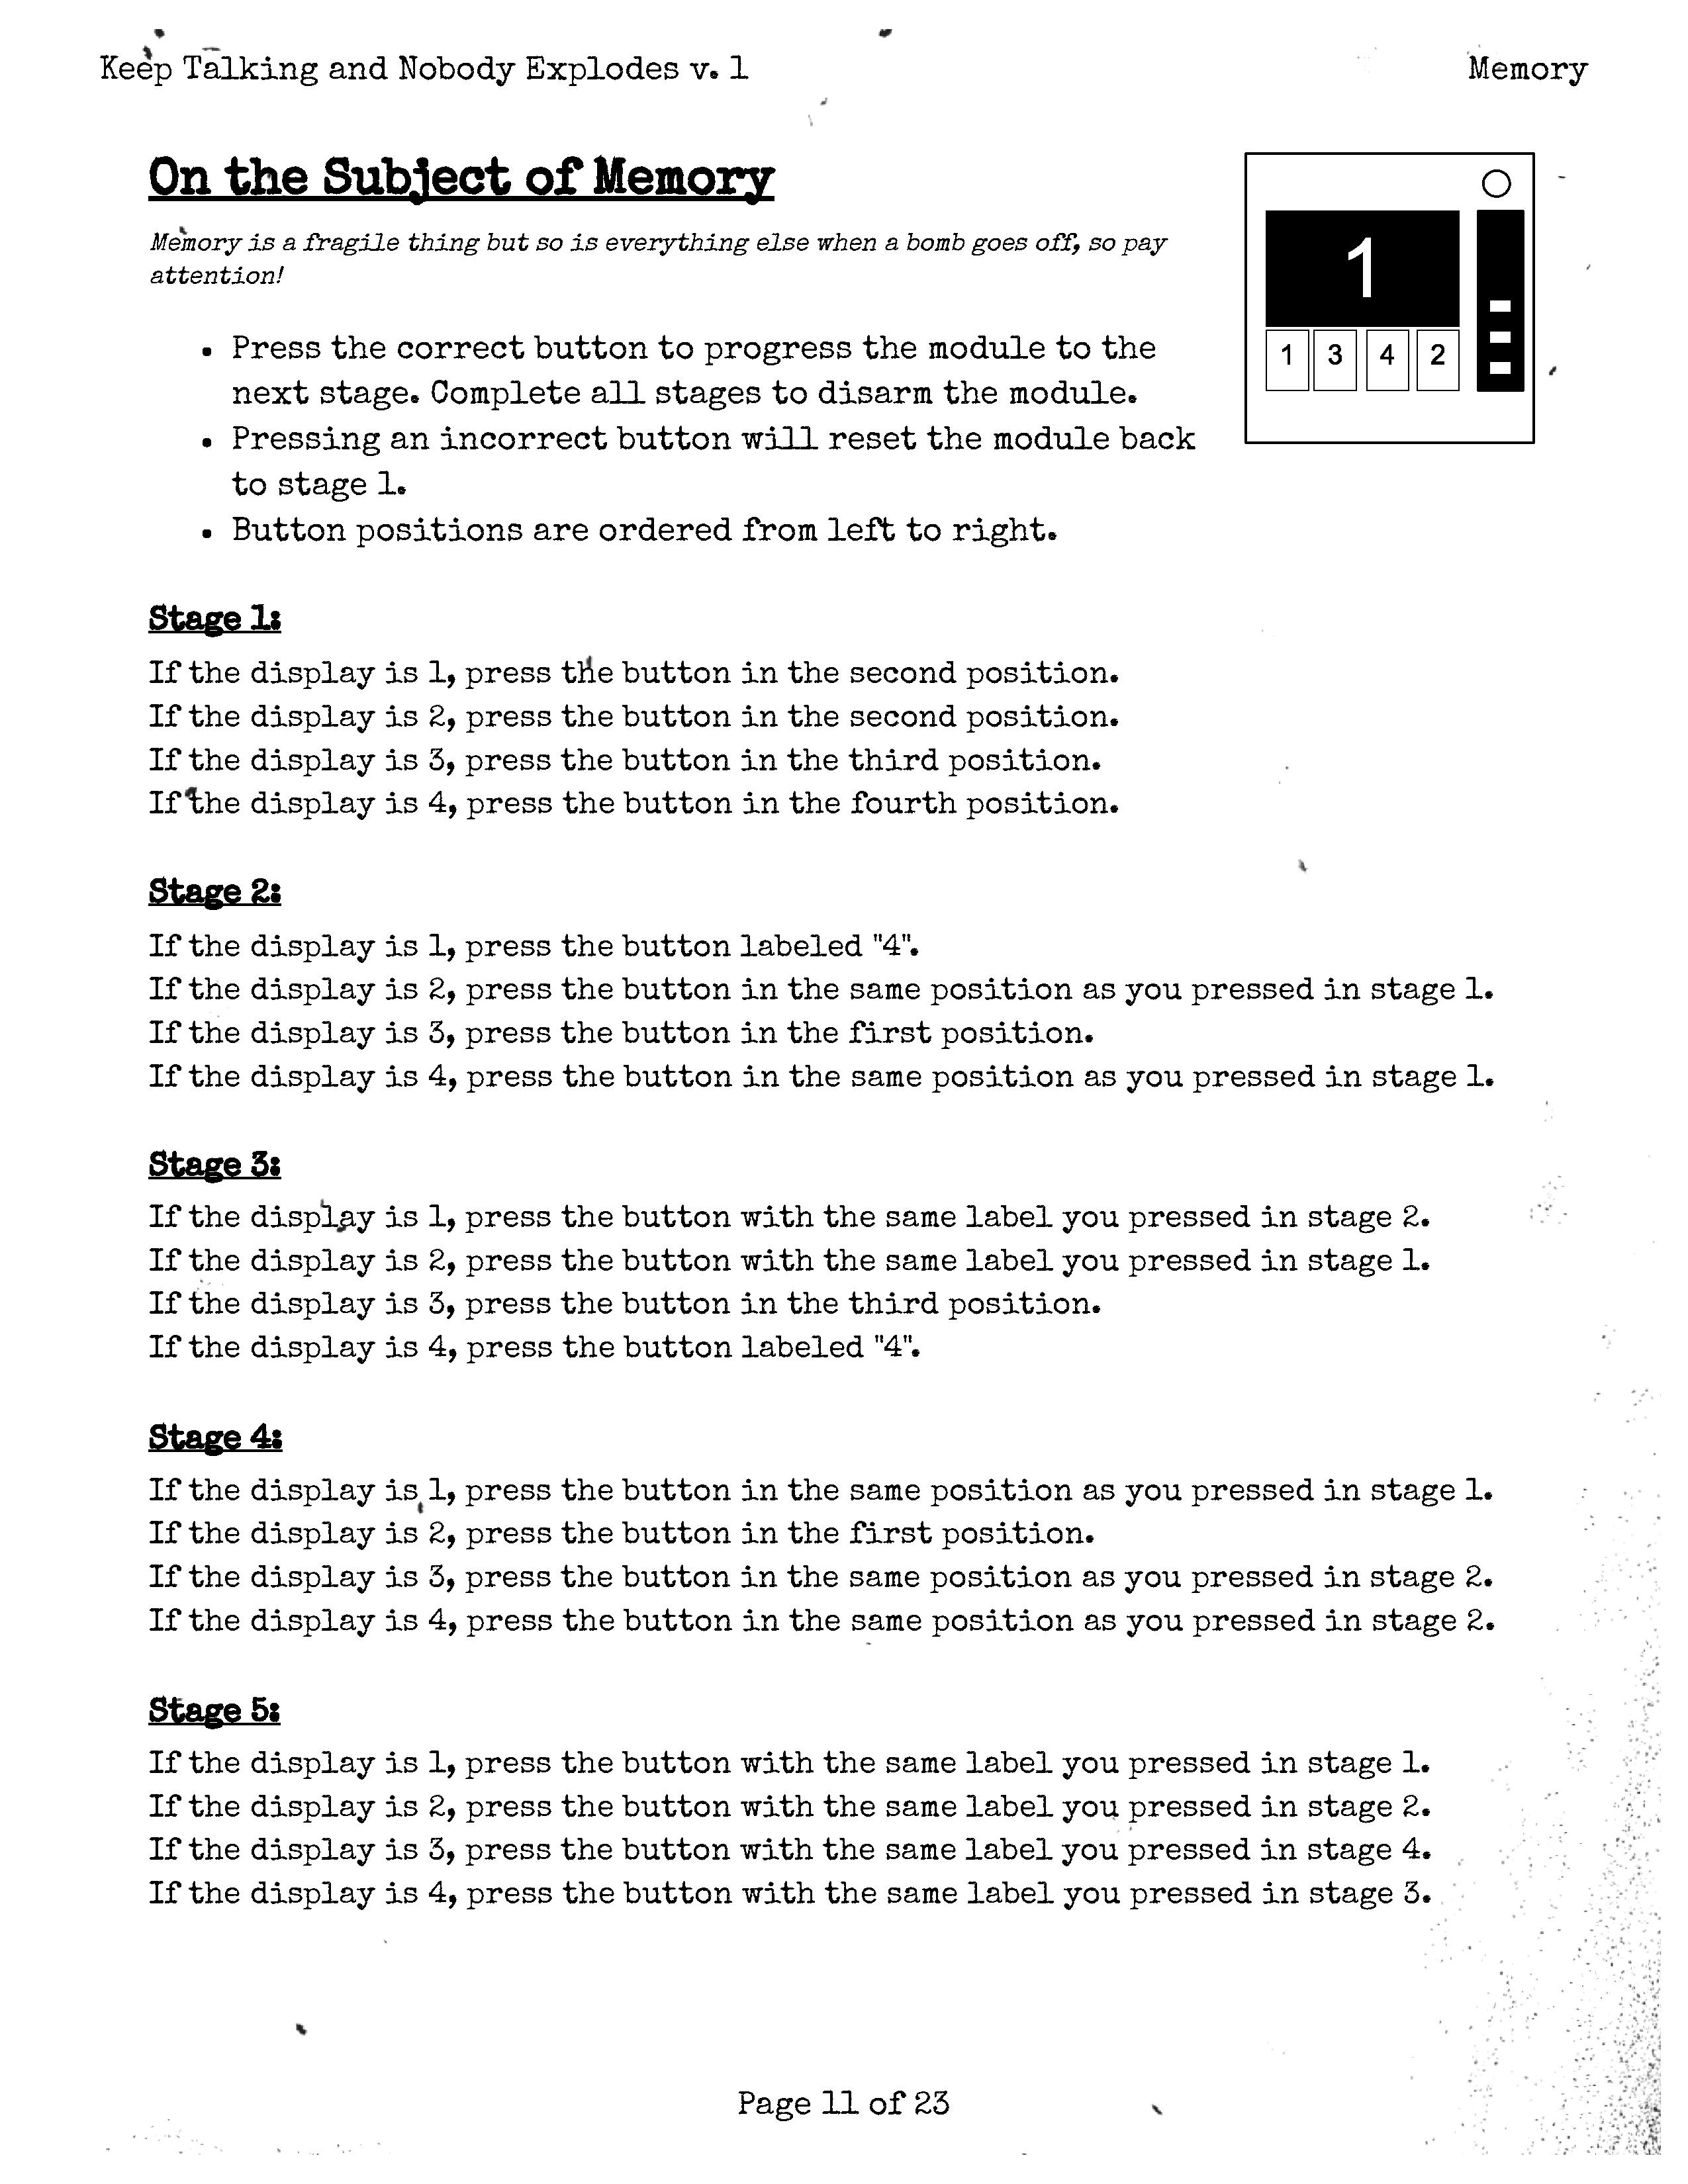 Keep Talking and Nobody Explodes v. 1
Memory
On the Subject of Memory
Memory is a fragile thing but so is everything else when a bomb goes off, so pay
attention!
1
1 3 4 2
• Press the correct button to progress the module to the
next stage. Complete all stages to disarm the module.
• Pressing an incorrect button will reset the module back
to stage 1.
• Button positions are ordered from left to right.
Stage 1:
If the display is 1, press the button in the second position.
If the display is 2, press the button in the second position.
If the display is 3, press the button in the third position.
If the display is 4, press the button in the fourth position.
Stage 2:
If the display is 1, press the button labeled "4".
If the display is 2, press the button in the same position as you pressed in stage 1.
If the display is 3, press the button in the first position.
If the display is 4, press the button in the same position as you pressed in stage 1.
Stage 3:
If the display is 1, press the button with the same label you pressed in stage 2.
If the display is 2, press the button with the same label you pressed in stage 1.
If the display is 3, press the button in the third position.
If the display is 4, press the button labeled "4".
Stage 4:
If the display is 1, press the button in the same position as you pressed in stage 1.
If the display is 2, press the button in the first position.
If the display is 3, press the button in the same position as you pressed in stage 2.
If the display is 4, press the button in the same position as you pressed in stage 2.
Stage 5:
If the display is 1, press the button with the same label you pressed in stage 1.
If the display is 2, press the button with the same label you pressed in stage 2.
If the display is 3, press the button with the same label you pressed in stage 4.
If the display is 4, press the button with the same label you pressed in stage 3.
Page 11 of 23